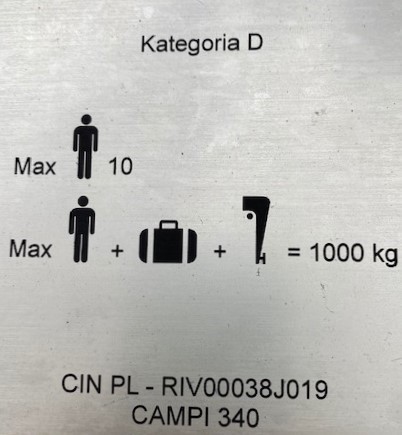 Kategoria D
Max 10
Max + + = 1000 kg
CIN PL - RIV00038J019
CAMPI 340